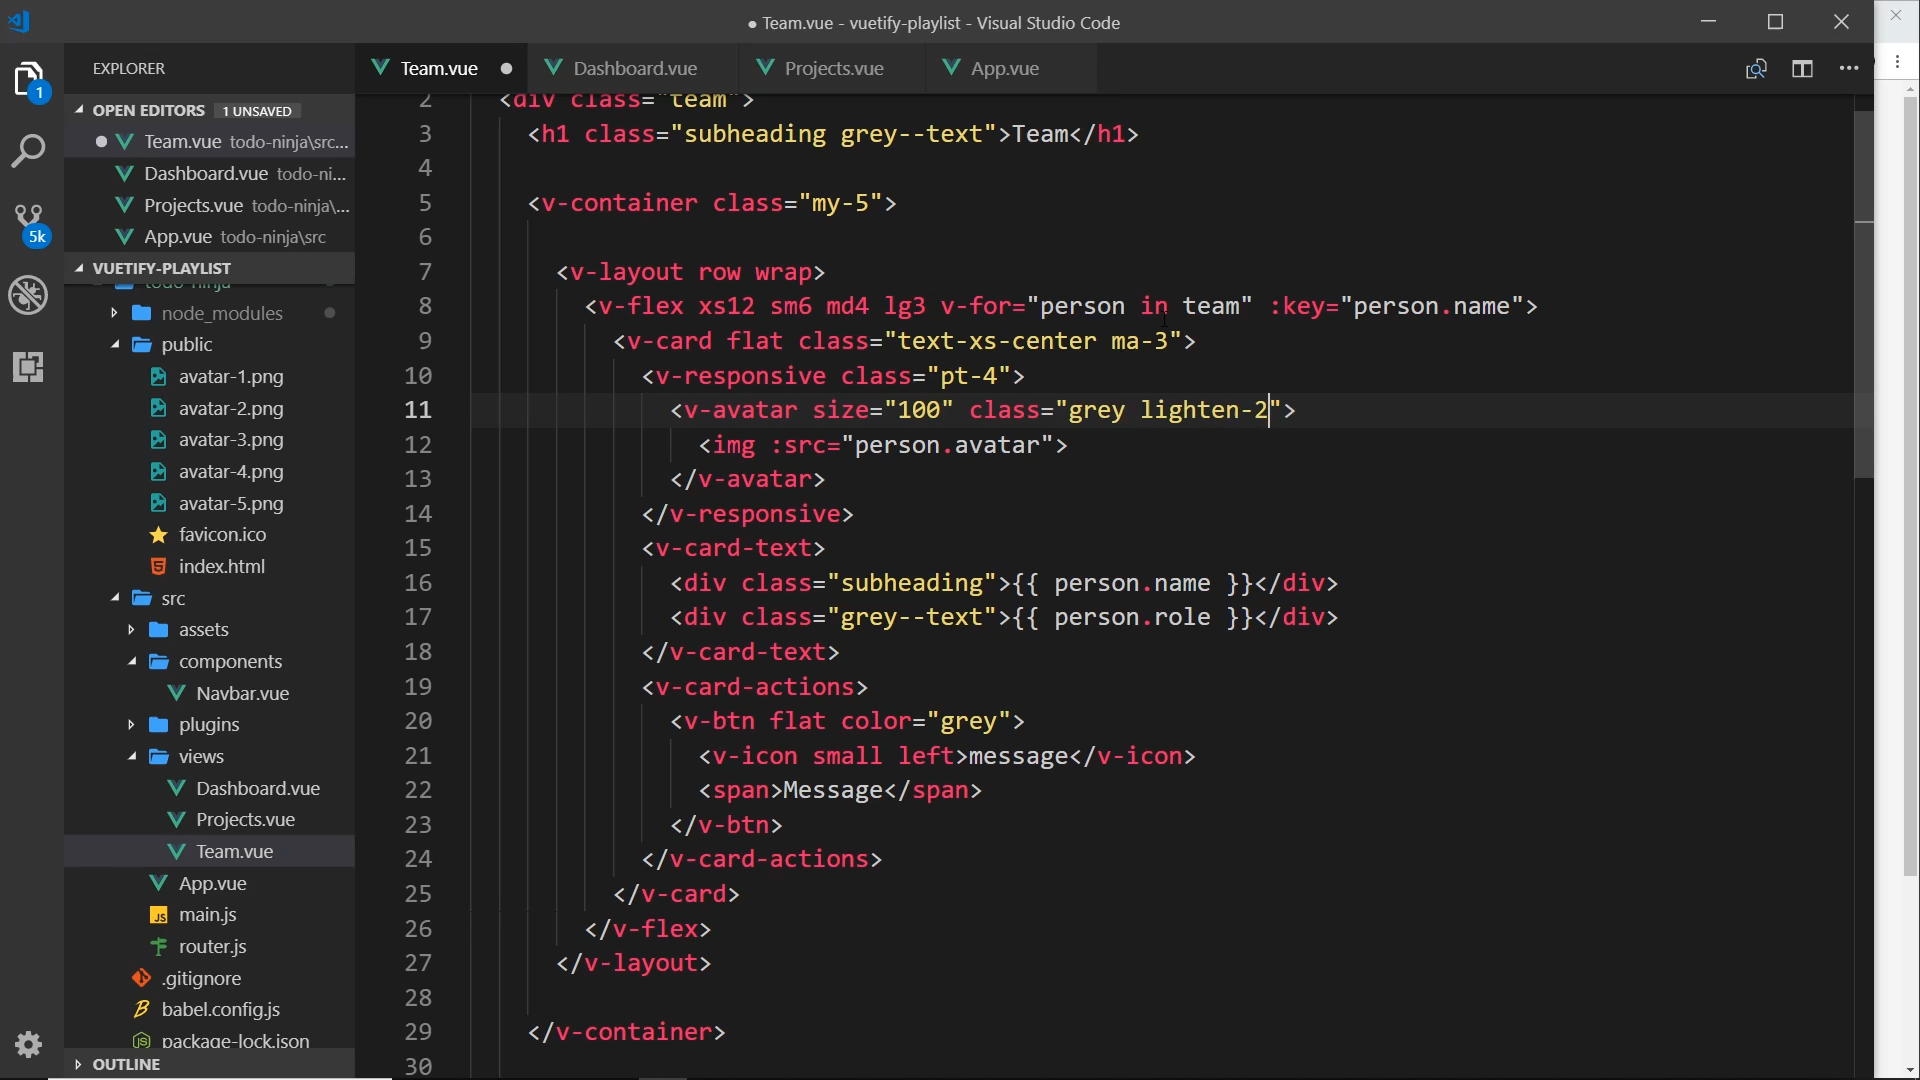 ● Team.vue - vuetify-playlist - Visual Studio Code
EXPLORER
Team.vue
Dashboard.vue
Projects.vue
App.vue
1
OPEN EDITORS 1 UNSAVED
Team.vue todo-ninja\src...
Dashboard.vue todo-ni...
Projects.vue todo-ninja\...
App.vue todo-ninja\src
5k
VUETIFY-PLAYLIST
todo-ninja
node_modules
public
avatar-1.png
avatar-2.png
avatar-3.png
avatar-4.png
avatar-5.png
favicon.ico
index.html
src
assets
components
Navbar.vue
plugins
views
Dashboard.vue
Projects.vue
Team.vue
App.vue
JS main.js
router.js
.gitignore
babel.config.js
package-lock.json
OUTLINE
2 <div class="team">
3 <h1 class="subheading grey--text">Team</h1>
4
5 <v-container class="my-5">
6
7 <v-layout row wrap>
8 <v-flex xs12 sm6 md4 lg3 v-for="person in team" :key="person.name">
9 <v-card flat class="text-xs-center ma-3">
10 <v-responsive class="pt-4">
11 <v-avatar size="100" class="grey lighten-2">
12 <img :src="person.avatar">
13 </v-avatar>
14 </v-responsive>
15 <v-card-text>
16 <div class="subheading">{{ person.name }}</div>
17 <div class="grey--text">{{ person.role }}</div>
18 </v-card-text>
19 <v-card-actions>
20 <v-btn flat color="grey">
21 <v-icon small left>message</v-icon>
22 <span>Message</span>
23 </v-btn>
24 </v-card-actions>
25 </v-card>
26 </v-flex>
27 </v-layout>
28
29 </v-container>
30